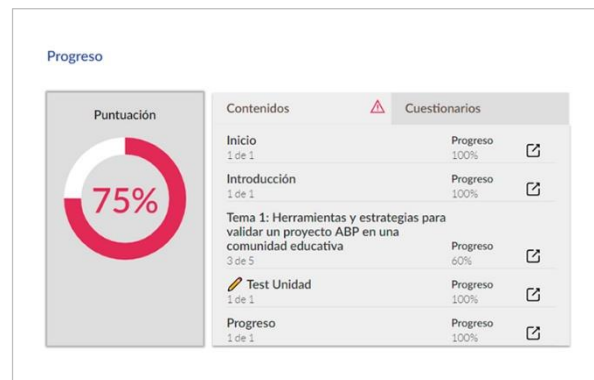 Progreso
Puntuación
75%
Contenidos
Cuestionarios
Inicio
1 de 1
Progreso
100%
Introducción
1 de 1
Progreso
100%
Tema 1: Herramientas y estrategias para
validar un proyecto ABP en una
comunidad educativa
3 de 5
Progreso
60%
Test Unidad
1 de 1
Progreso
100%
Progreso
1 de 1
Progreso
100%